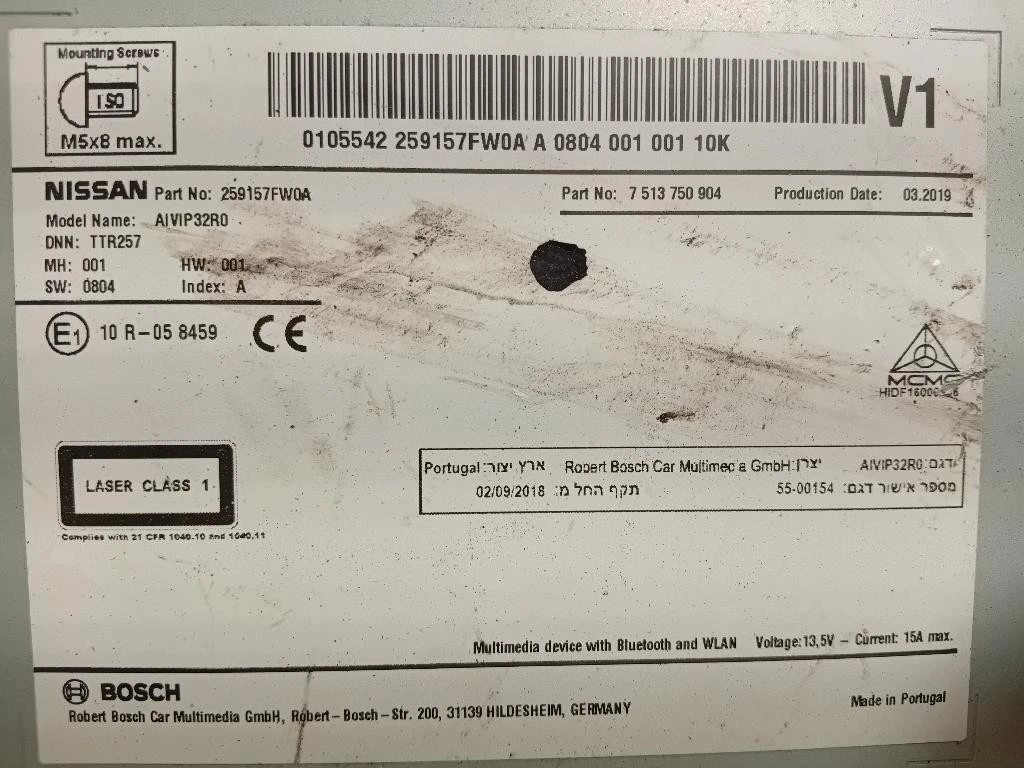 Mounting Screws
ISO
M5x8 max.
0105542 259157FW0A A 0804 001 001 10K
V1
NISSAN Part No: 259157FW0A
Part No: 7 513 750 904
Production Date: 03.2019
Model Name: AIVIP32R0
DNN: TTR257
MH: 001 HW: 001
SW: 0804 Index: A
E1 10 R-05 8459 CE
MCMC
LASER CLASS 1
Complies with 21 CFR 1040.10 and 1040.11
דגם: AIVIP32R0 יצרן: Robert Bosch Car Multimedia GmbH ארץ יצור: Portugal
מספר אישור דגם: 55-00154 תקף החל מ: 02/09/2018
Multimedia device with Bluetooth and WLAN Voltage:13,5V – Current: 15A max.
BOSCH
Robert Bosch Car Multimedia GmbH, Robert-Bosch-Str. 200, 31139 HILDESHEIM, GERMANY
Made in Portugal